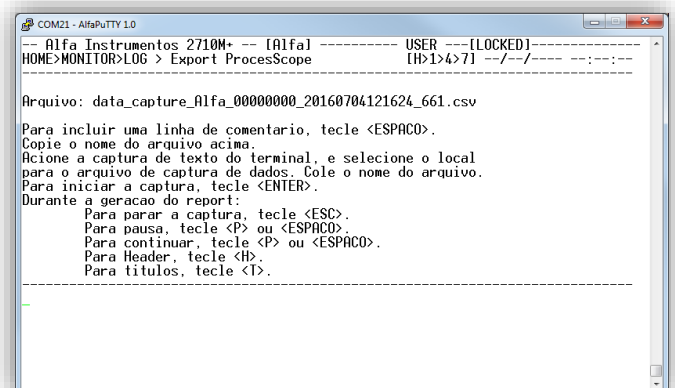 COM21 - AlfaPuTTY 1.0
-- Alfa Instrumentos 2710M+ -- [Alfa] ---------- USER ---[LOCKED]--------------
HOME>MONITOR>LOG > Export ProcesScope [H>1>4>7] --/--/---- --:--:--
--------------------------------------------------------------------------------
Arquivo: data_capture_Alfa_00000000_20160704121624_661.csv
Para incluir uma linha de comentario, tecle <ESPACO>.
Copie o nome do arquivo acima.
Acione a captura de texto do terminal, e selecione o local
para o arquivo de captura de dados. Cole o nome do arquivo.
Para iniciar a captura, tecle <ENTER>.
Durante a geracao do report:
Para parar a captura, tecle <ESC>.
Para pausa, tecle <P> ou <ESPACO>.
Para continuar, tecle <P> ou <ESPACO>.
Para Header, tecle <H>.
Para titulos, tecle <T>.
--------------------------------------------------------------------------------